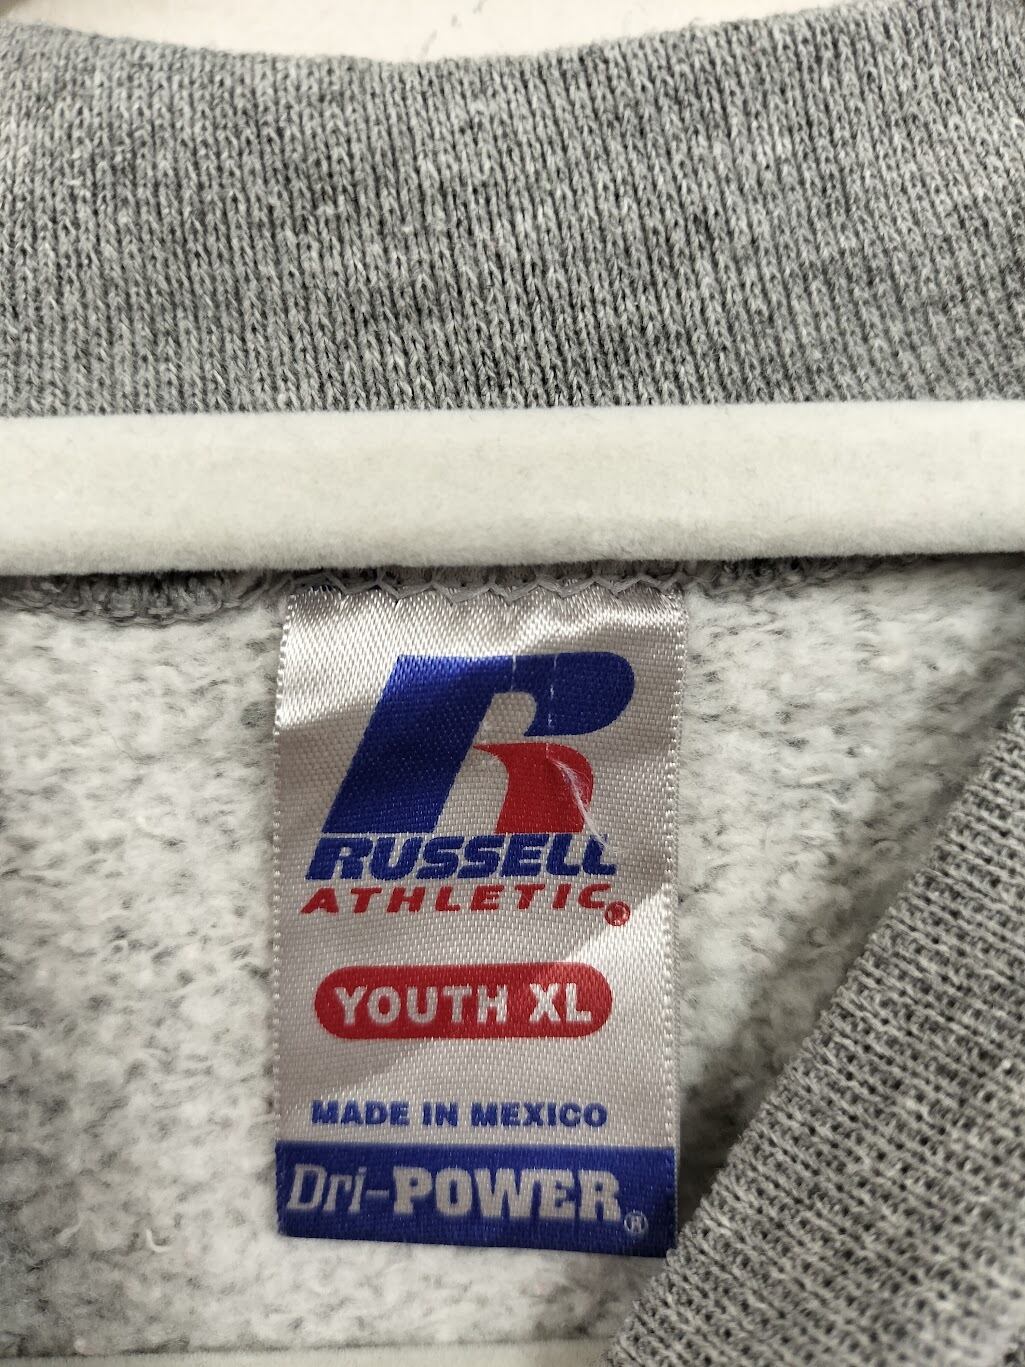 R
RUSSELL
ATHLETIC®
YOUTH XL
MADE IN MEXICO
Dri-POWER®